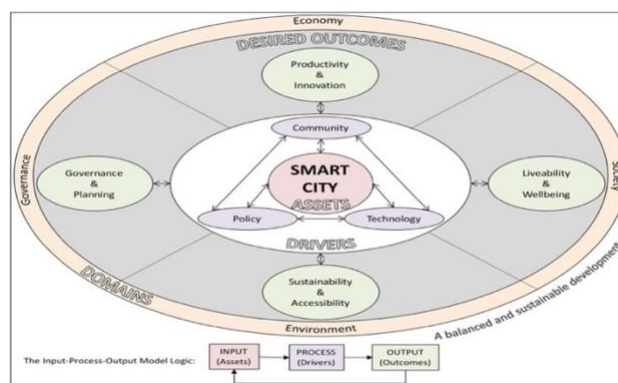 Economy
DESIRED OUTCOMES
Productivity
&
Innovation
Community
Governance
Governance
&
Planning
SMART
CITY
ASSETS
Liveability
&
Wellbeing
Society
Policy
Technology
DRIVERS
DOMAINS
Sustainability
&
Accessibility
Environment
A balanced and sustainable development
The Input-Process-Output Model Logic:
INPUT
(Assets)
PROCESS
(Drivers)
OUTPUT
(Outcomes)